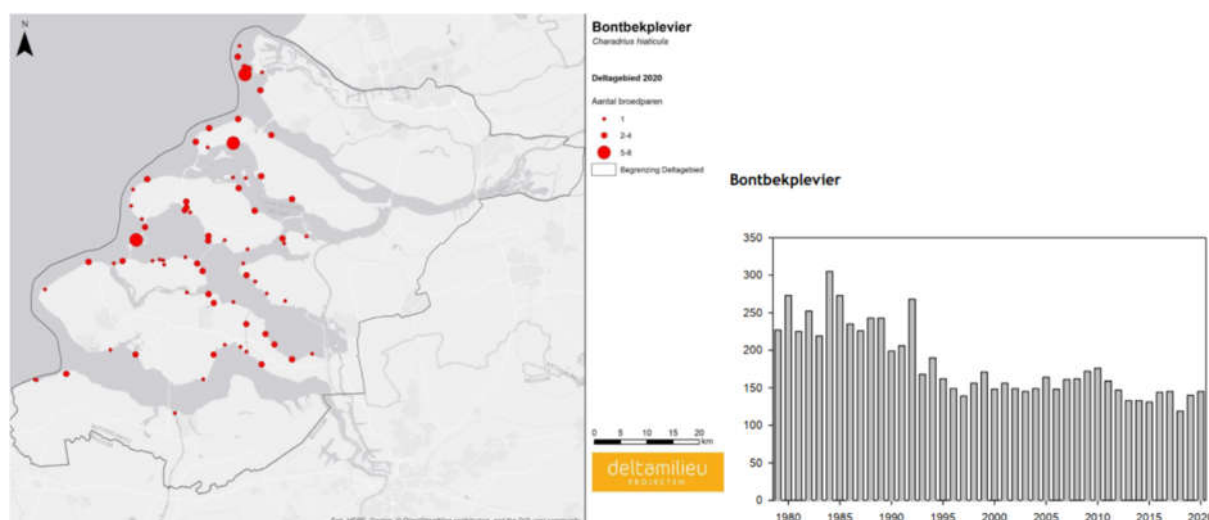 N
Bontbekplevier
Charadrius hiaticula
Deltagebied 2020
Aantal broedparen
1
2-4
5-8
Begrenzing Deltagebied
0 5 10 15 20
km
deltamilieu
PROJECTEN
Bontbekplevier
350
300
250
200
150
100
50
0
1980 1985 1990 1995 2000 2005 2010 2015 2020